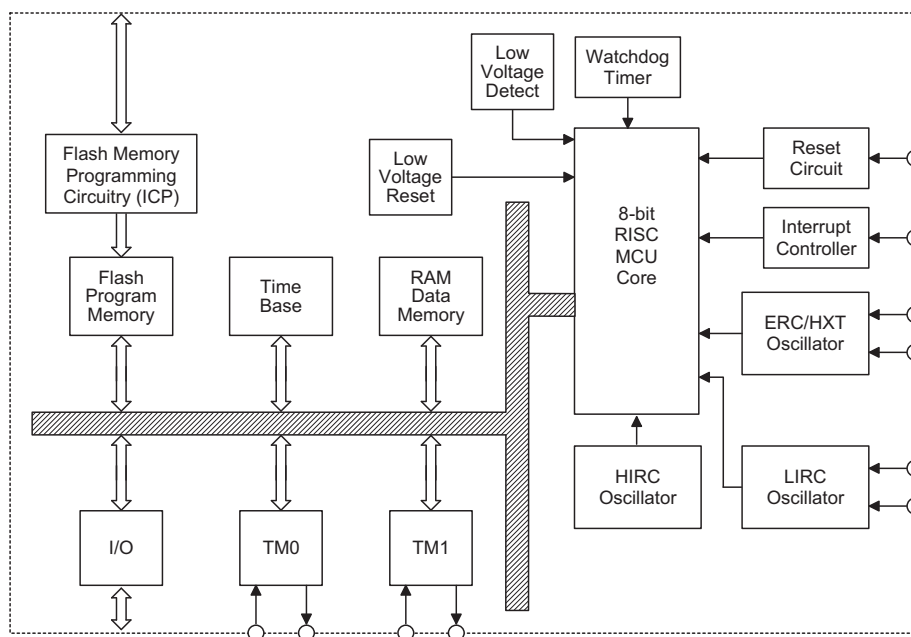 Low
Voltage
Detect
Watchdog
Timer
Flash Memory
Programming
Circuitry (ICP)
Low
Voltage
Reset
8-bit
RISC
MCU
Core
Reset
Circuit
Interrupt
Controller
Flash
Program
Memory
Time
Base
RAM
Data
Memory
ERC/HXT
Oscillator
HIRC
Oscillator
LIRC
Oscillator
I/O
TM0
TM1